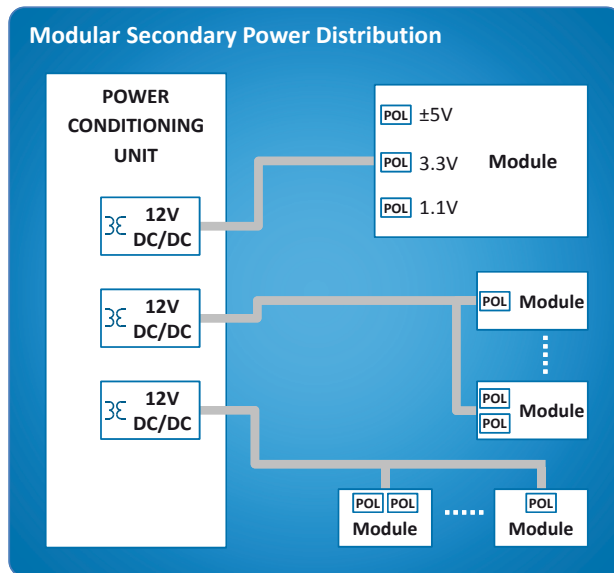 Modular Secondary Power Distribution
POWER
CONDITIONING
UNIT
12V
DC/DC
12V
DC/DC
12V
DC/DC
POL ±5V
POL 3.3V
Module
POL 1.1V
POL Module
POL
POL
Module
POL POL
Module
POL
Module